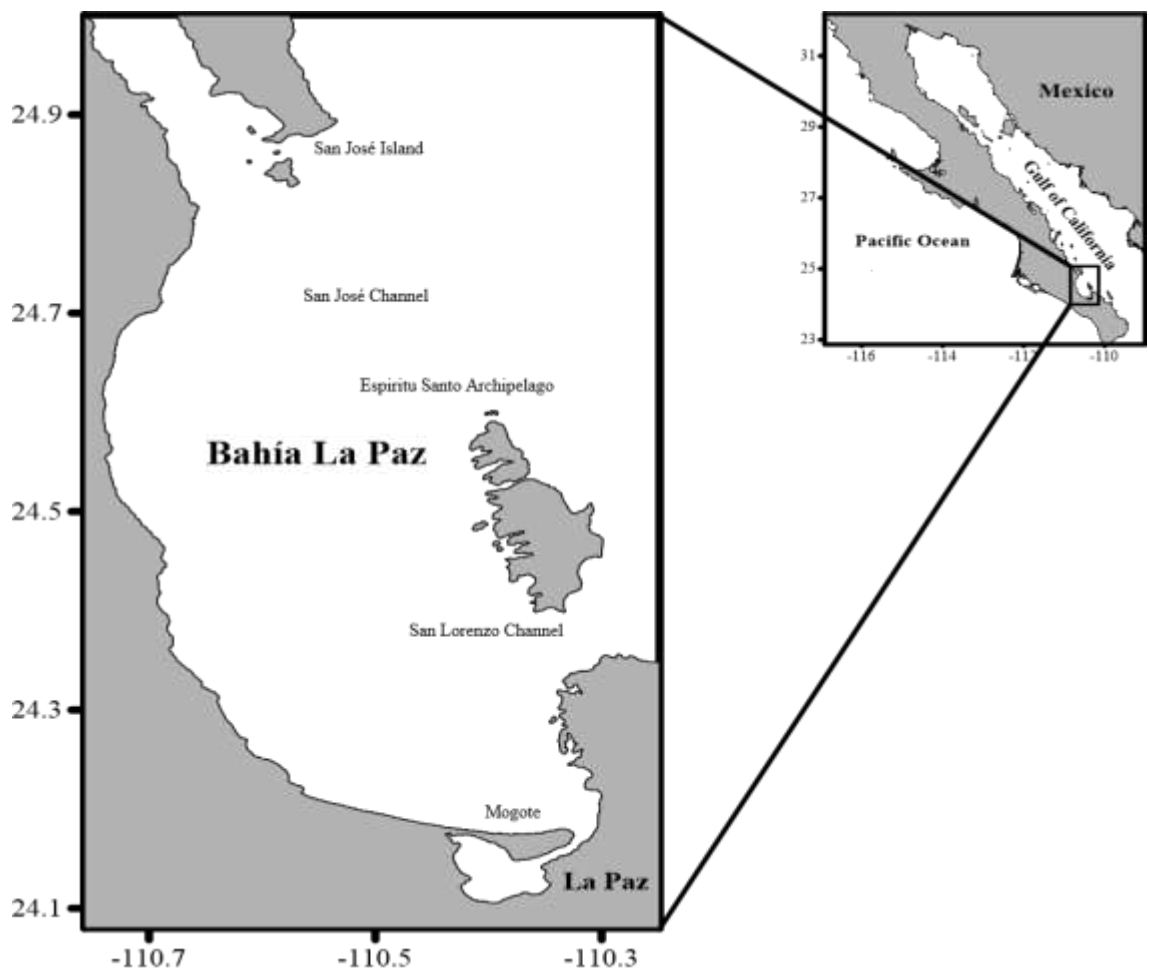 24.9
24.7
24.5
24.3
24.1
-110.7
-110.5
-110.3
San José Island
San José Channel
Espiritu Santo Archipelago
Bahía La Paz
San Lorenzo Channel
Mogote
La Paz
31
29
27
25
23
-116
-114
-112
-110
Mexico
Gulf of California
Pacific Ocean